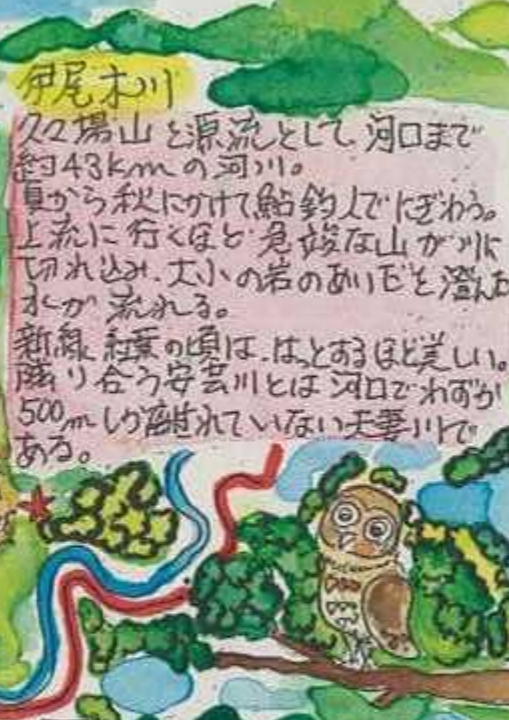 伊尾木川
久々場山を源流として、河口まで
約43kmの河川。
夏から秋にかけて鮎釣人でにぎわう。
上流に行くほど急峻な山が川に
切れ込み、大小の岩のあいだを澄んだ
水が流れる。
新緑、紅葉の頃は、はっとするほど美しい。
隣り合う安芸川とは河口でわずか
500mしか離れていない夫妻川で
ある。